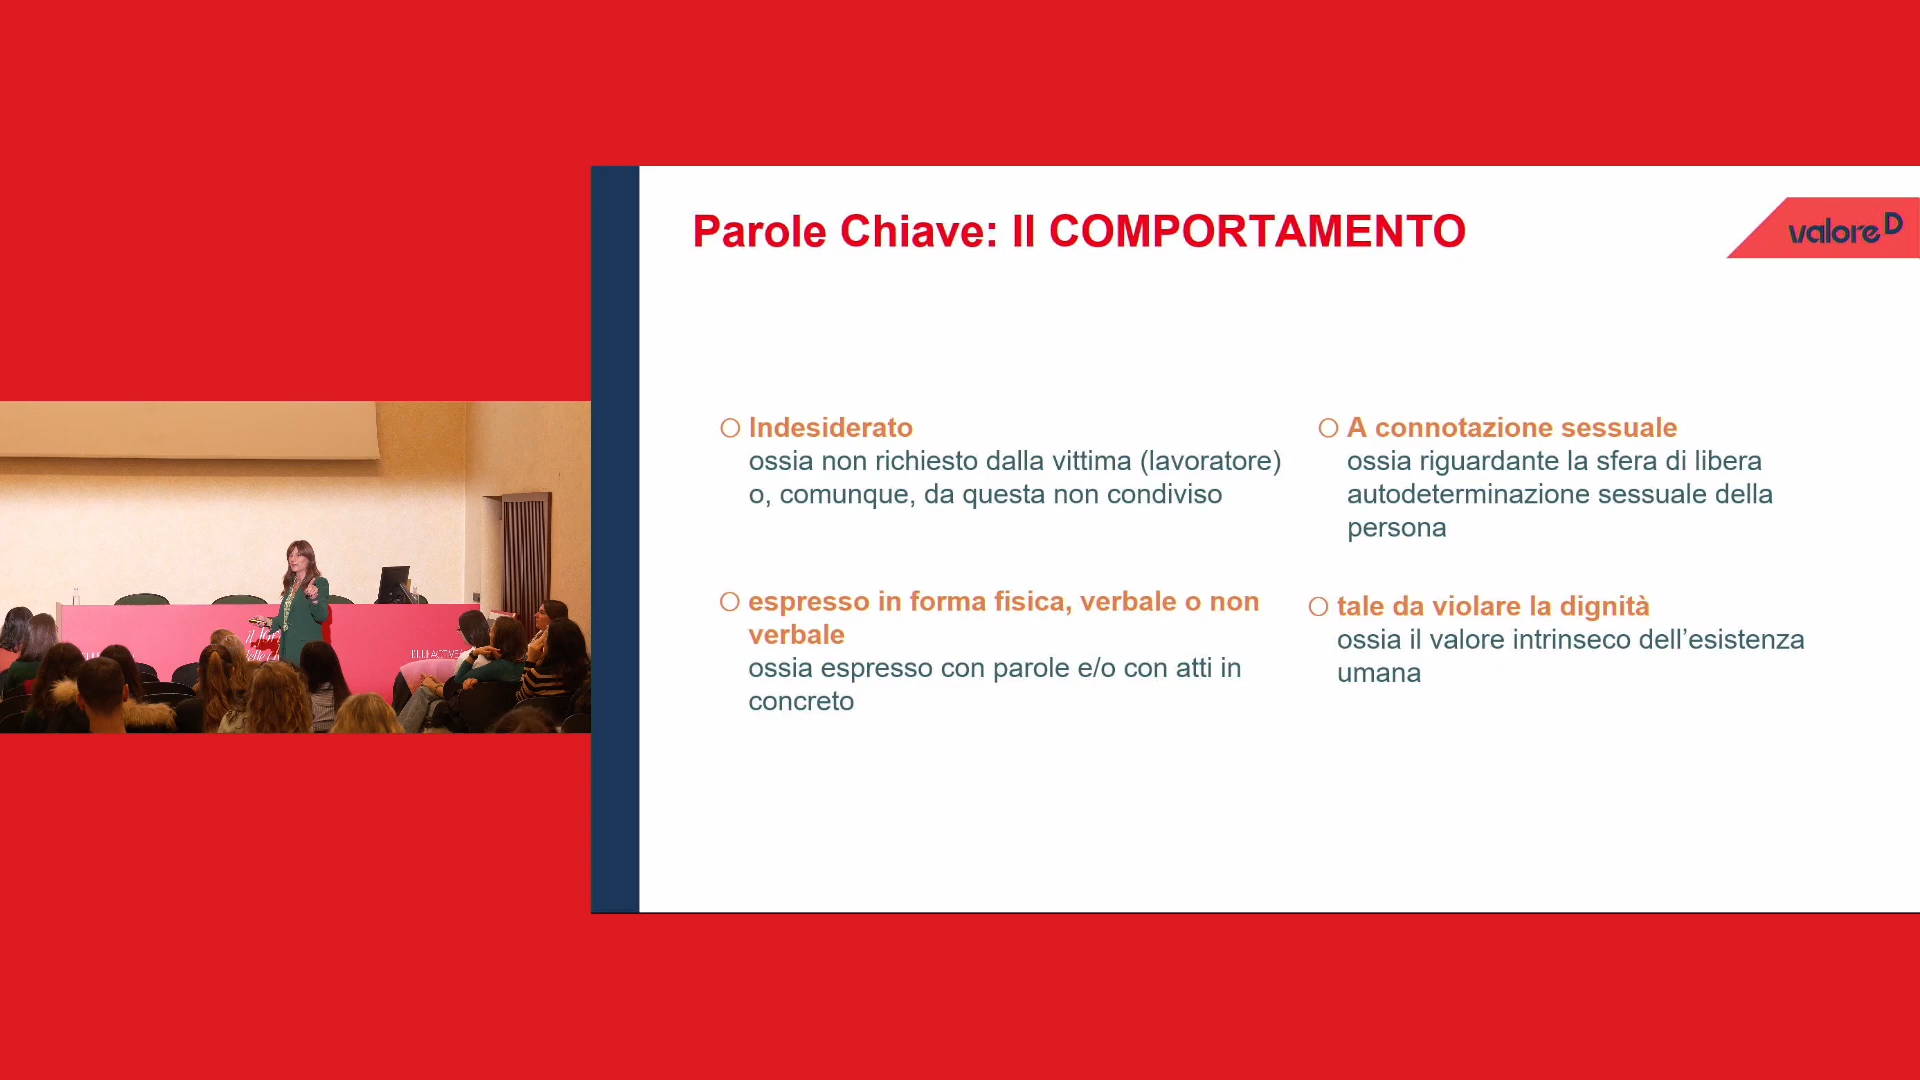 Parole Chiave: Il COMPORTAMENTO
valore D
Indesiderato
ossia non richiesto dalla vittima (lavoratore)
o, comunque, da questa non condiviso
espresso in forma fisica, verbale o non
verbale
ossia espresso con parole e/o con atti in
concreto
A connotazione sessuale
ossia riguardante la sfera di libera
autodeterminazione sessuale della
persona
tale da violare la dignità
ossia il valore intrinseco dell’esistenza
umana